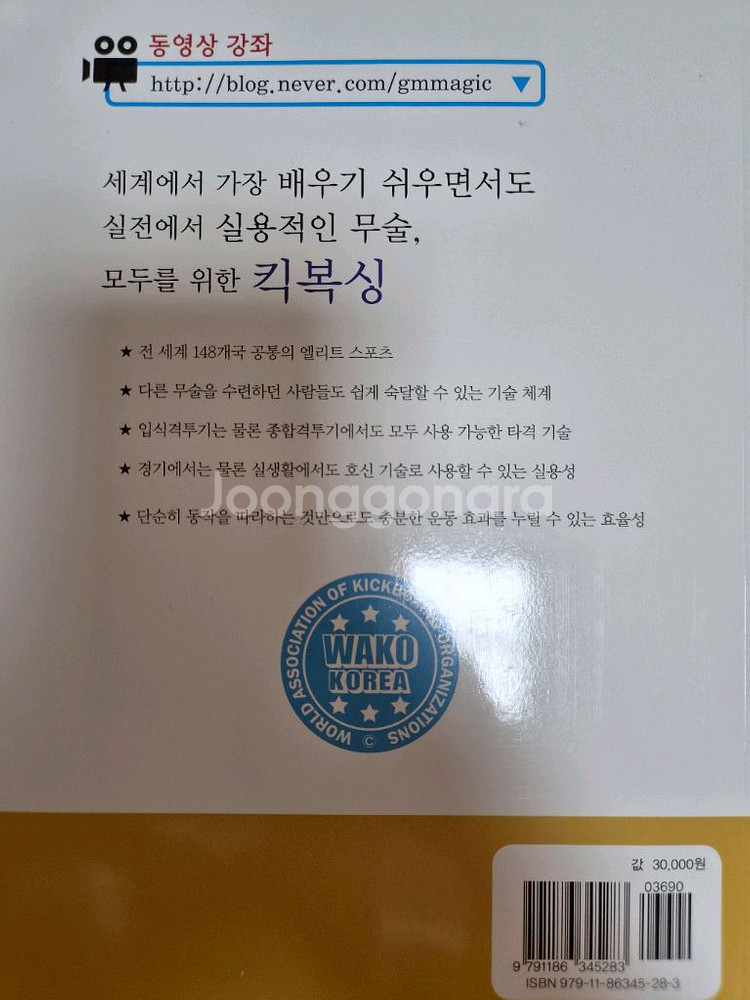 동영상 강좌
http://blog.never.com/gmmagic
세계에서 가장 배우기 쉬우면서도
실전에서 실용적인 무술,
모두를 위한 킥복싱
★ 전 세계 148개국 공통의 엘리트 스포츠
★ 다른 무술을 수련하던 사람들도 쉽게 숙달할 수 있는 기술 체계
★ 입식격투기는 물론 종합격투기에서도 모두 사용 가능한 타격 기술
★ 경기에서는 물론 실생활에서도 호신 기술로 사용할 수 있는 실용성
Joonggonara
★ 단순히 동작을 따라하는 것만으로도 충분한 운동 효과를 누릴 수 있는 효율성
WORLD ASSOCIATION OF KICKBOXING ORGANIZATIONS
WAKO
KOREA
©
값 30,000원
03690
9 791186 345283
ISBN 979-11-86345-28-3